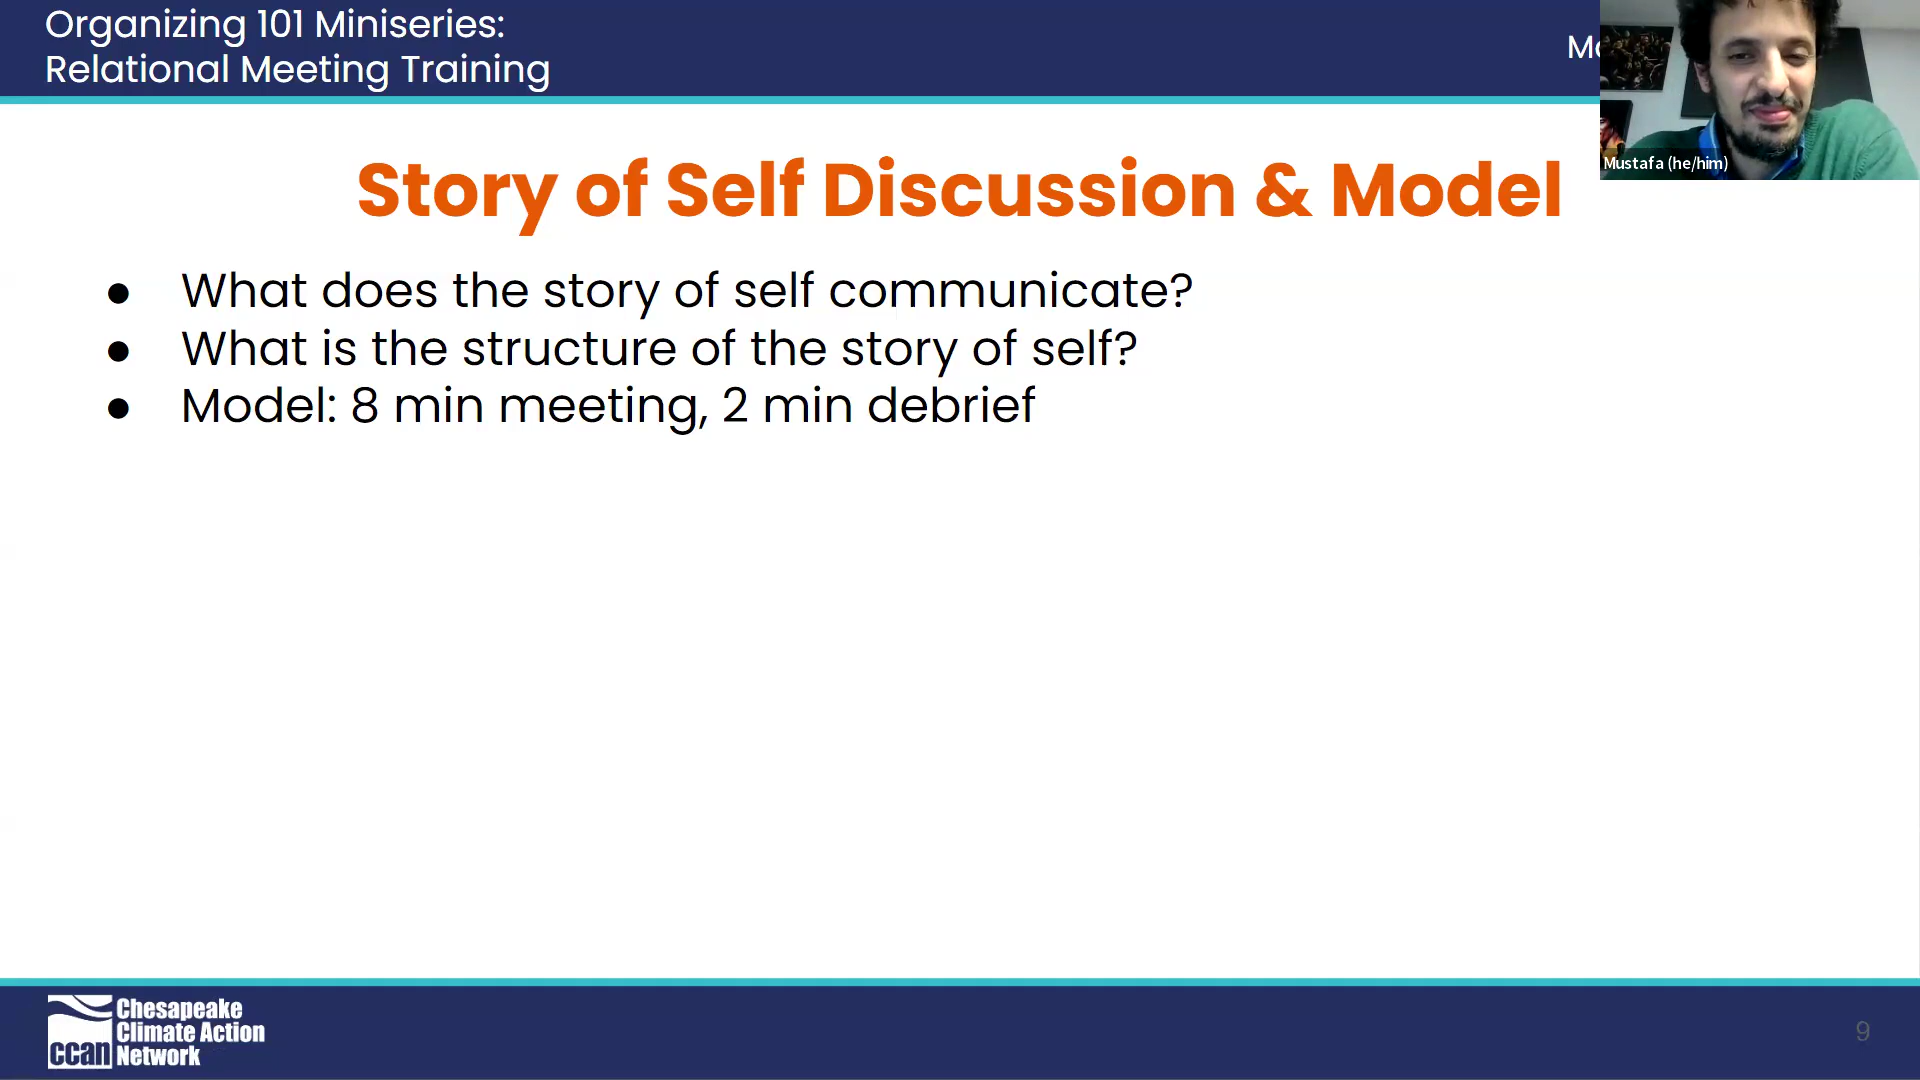 Organizing 101 Miniseries:
Relational Meeting Training
Mustafa (he/him)
Story of Self Discussion & Model
● What does the story of self communicate?
● What is the structure of the story of self?
● Model: 8 min meeting, 2 min debrief
ccan
Chesapeake
Climate Action
Network
9